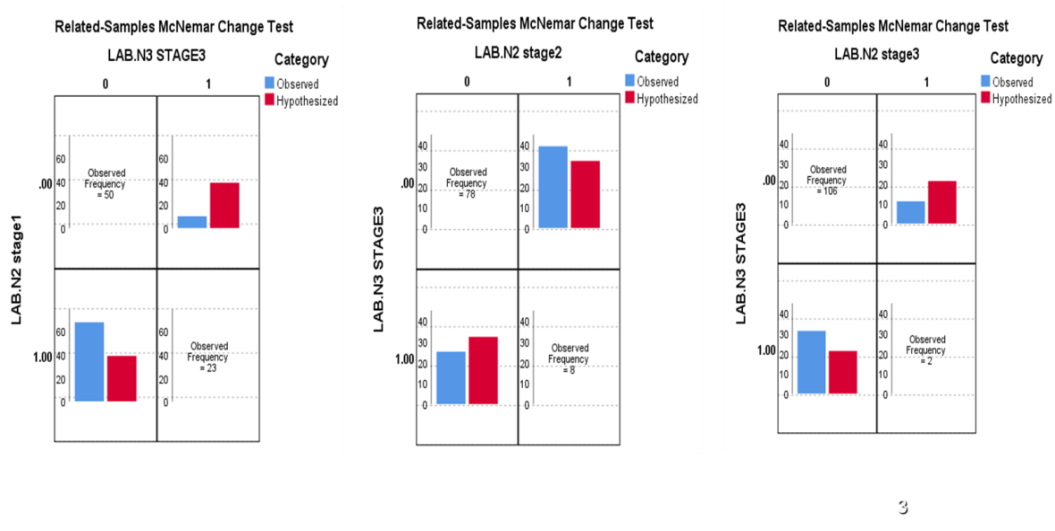 Related-Samples McNemar Change Test
LAB.N3 STAGE3
0
1
Category
Observed
Hypothesized
LAB.N2 stage1
.00
60
40
20
0
Observed
Frequency
= 50
60
40
20
0
1.00
60
40
20
0
60
40
20
0
Observed
Frequency
= 23
Related-Samples McNemar Change Test
LAB.N2 stage2
0
1
Category
Observed
Hypothesized
LAB.N3 STAGE3
.00
40
30
20
10
0
Observed
Frequency
= 78
40
30
20
10
0
1.00
40
30
20
10
0
40
30
20
10
0
Observed
Frequency
= 8
Related-Samples McNemar Change Test
LAB.N2 stage3
0
1
Category
Observed
Hypothesized
LAB.N3 STAGE3
.00
40
30
20
10
0
Observed
Frequency
= 106
40
30
20
10
0
1.00
40
30
20
10
0
40
30
20
10
0
Observed
Frequency
= 2
3